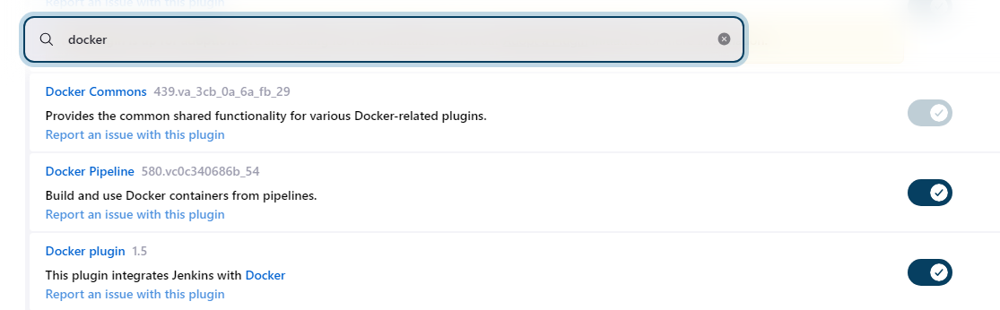 Report an issue with this plugin
docker
Docker Commons 439.va_3cb_0a_6a_fb_29
Provides the common shared functionality for various Docker-related plugins.
Report an issue with this plugin
Docker Pipeline 580.vc0c340686b_54
Build and use Docker containers from pipelines.
Report an issue with this plugin
Docker plugin 1.5
This plugin integrates Jenkins with Docker
Report an issue with this plugin